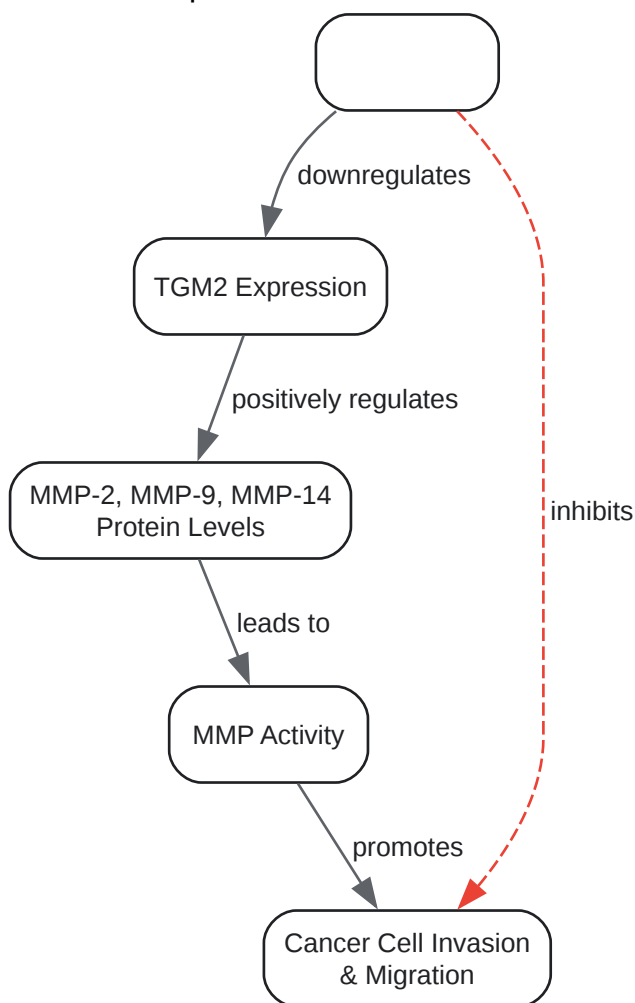 downregulates
TGM2 Expression
positively regulates
MMP-2, MMP-9, MMP-14
Protein Levels
inhibits
leads to
MMP Activity
promotes
Cancer Cell Invasion
& Migration